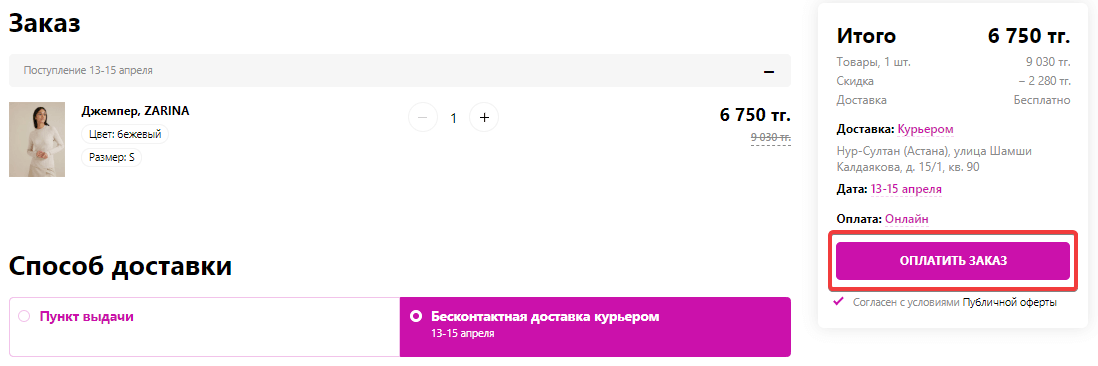 Заказ
Поступление 13-15 апреля
Джемпер, ZARINA
Цвет: бежевый
Размер: S
1
6 750 тг.
9 030 тг.
Способ доставки
Пункт выдачи
Бесконтактная доставка курьером
13-15 апреля
Итого 6 750 тг.
Товары, 1 шт. 9 030 тг.
Скидка – 2 280 тг.
Доставка Бесплатно
Доставка: Курьером
Нур-Султан (Астана), улица Шамши
Калдаякова, д. 15/1, кв. 90
Дата: 13-15 апреля
Оплата: Онлайн
ОПЛАТИТЬ ЗАКАЗ
Согласен с условиями Публичной оферты